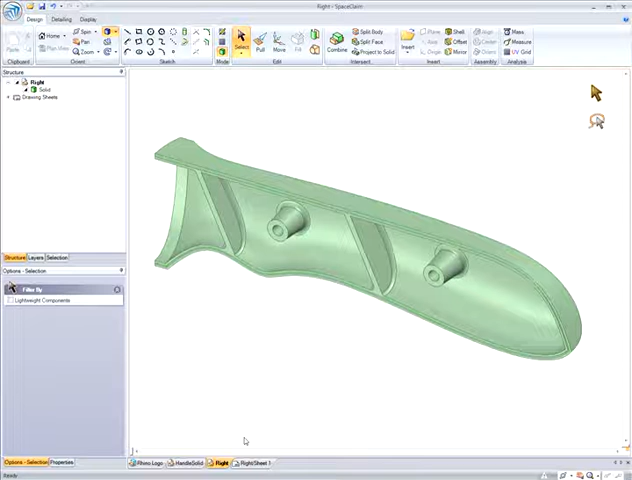 Right - SpaceClaim
Design Detailing Display
Paste
Home
Plan View
Spin
Pan
Zoom
Select
Pull
Move
Fill
Combine
Split Body
Split Face
Project to Solid
Insert
Plane
Axis
Origin
Shell
Offset
Mirror
Align
Mass
Measure
UV Grid
Clipboard Orient Sketch Mode Edit Intersect Insert Assembly Analysis
Structure
Right
Solid
Drawing Sheets
Structure Layers Selection
Options - Selection
Filter By
Lightweight Components
Options - Selection Properties
Rhino Logo HandleSolid Right RightSheet 1
Ready